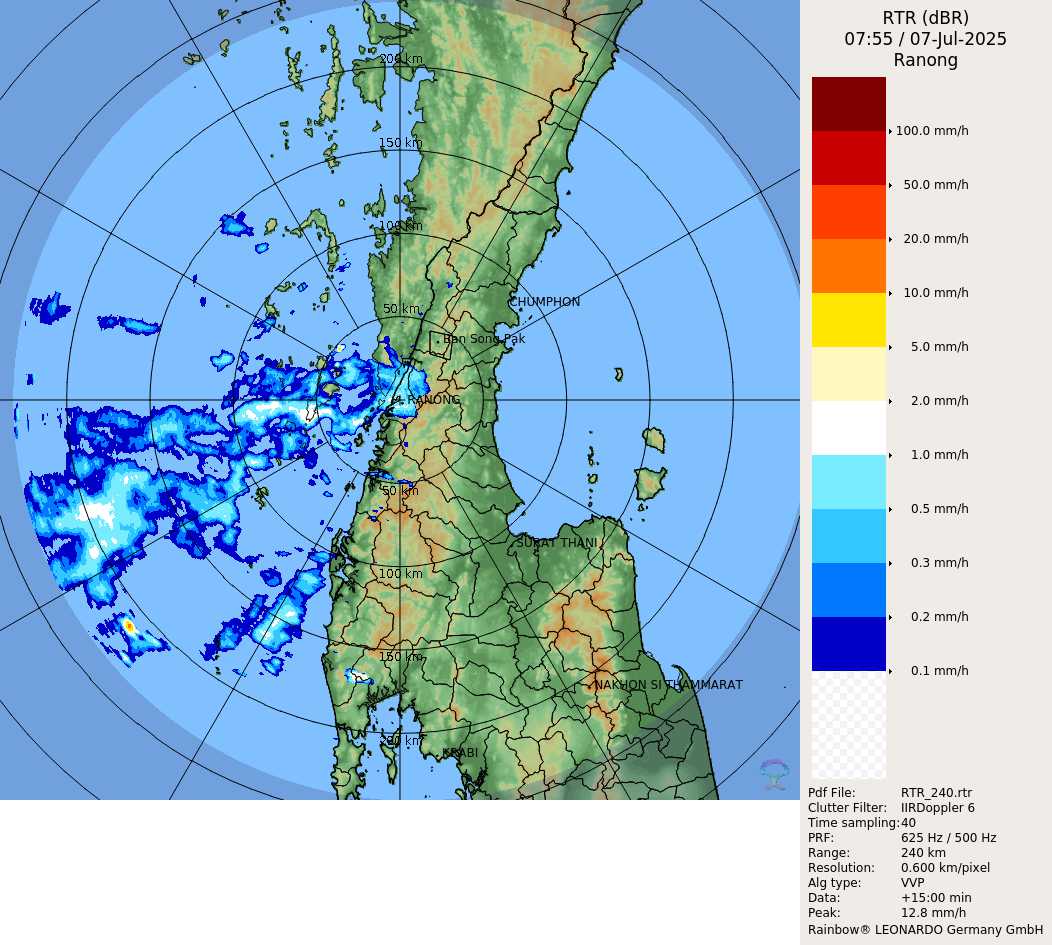 RTR (dBR)
07:55 / 07-Jul-2025
Ranong
200 km
150 km
100 km
50 km
CHUMPHON
Ban Song Pak
RANONG
50 km
SURAT THANI
100 km
150 km
NAKHON SI THAMMARAT
200 km
KRABI
100.0 mm/h
50.0 mm/h
20.0 mm/h
10.0 mm/h
5.0 mm/h
2.0 mm/h
1.0 mm/h
0.5 mm/h
0.3 mm/h
0.2 mm/h
0.1 mm/h
Pdf File: RTR_240.rtr
Clutter Filter: IIRDoppler 6
Time sampling:40
PRF: 625 Hz / 500 Hz
Range: 240 km
Resolution: 0.600 km/pixel
Alg type: VVP
Data: +15:00 min
Peak: 12.8 mm/h
Rainbow® LEONARDO Germany GmbH